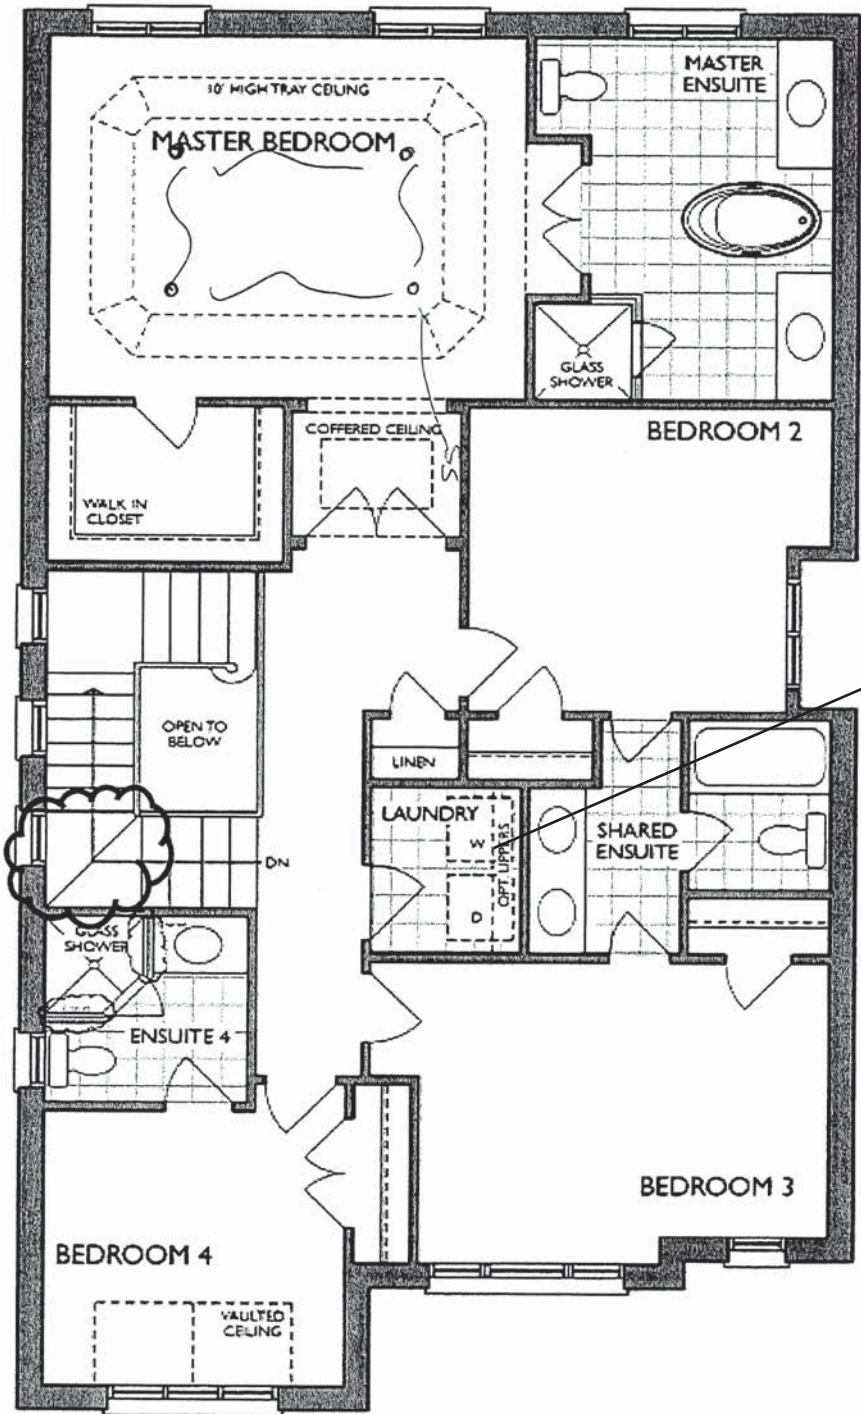 MASTER
ENSUITE
10' HIGH TRAY CEILING
MASTER BEDROOM
GLASS
SHOWER
COFFERED CEILING
BEDROOM 2
WALK IN
CLOSET
OPEN TO
BELOW
LINEN
LAUNDRY
W
OPT. UPPERS
D
SHARED
ENSUITE
DN
GLASS
SHOWER
ENSUITE 4
BEDROOM 3
BEDROOM 4
VAULTED
CEILING